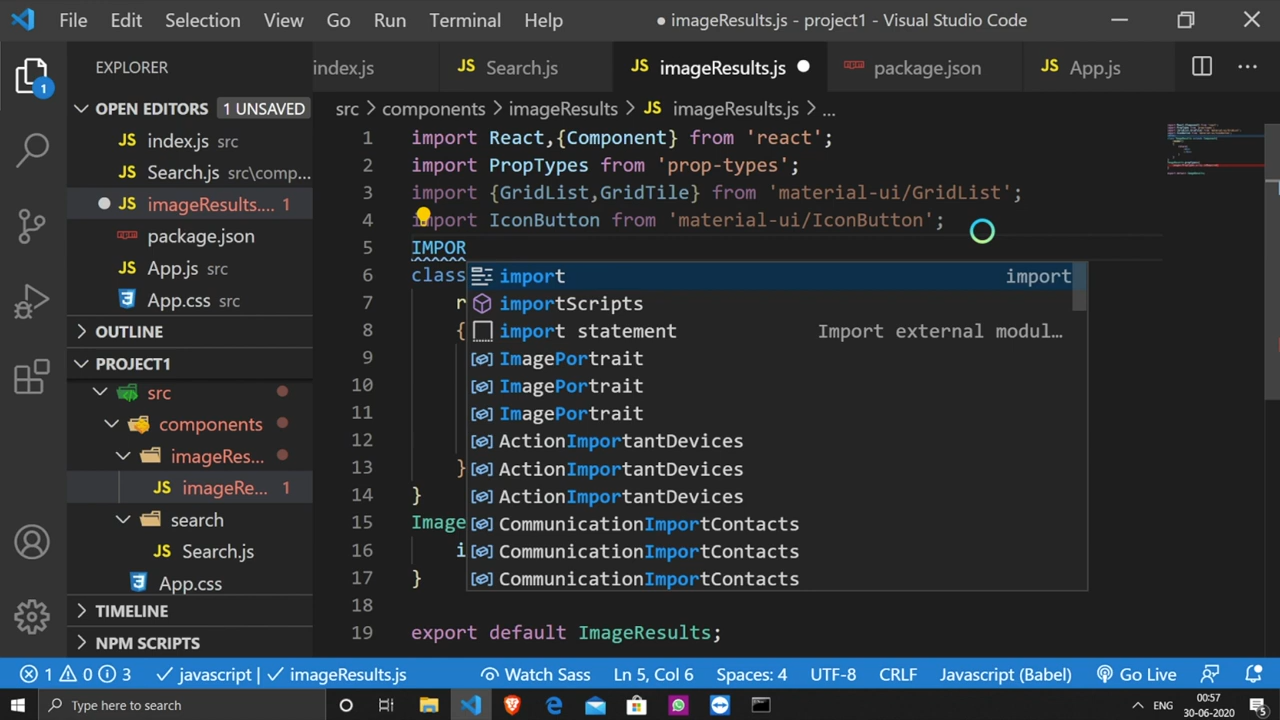 File Edit Selection View Go Run Terminal Help ● imageResults.js - project1 - Visual Studio Code
EXPLORER
index.js JS Search.js JS imageResults.js package.json JS App.js
OPEN EDITORS 1 UNSAVED
JS index.js src
JS Search.js src\comp...
JS imageResults.... 1
package.json
JS App.js src
App.css src
OUTLINE
PROJECT1
src
components
imageRes...
JS imageRe... 1
search
JS Search.js
App.css
TIMELINE
NPM SCRIPTS
1
src > components > imageResults > JS imageResults.js > ...
1 import React,{Component} from 'react';
2 import PropTypes from 'prop-types';
3 import {GridList,GridTile} from 'material-ui/GridList';
4 import IconButton from 'material-ui/IconButton';
5 IMPOR
6 class
7 r
8 {
9
10
11
12
13 }
14 }
15 Image
16 i
17 }
18
19 export default ImageResults;
import import
importScripts
import statement Import external modul...
ImagePortrait
ImagePortrait
ImagePortrait
ActionImportantDevices
ActionImportantDevices
ActionImportantDevices
CommunicationImportContacts
CommunicationImportContacts
CommunicationImportContacts
1 0 3 javascript | imageResults.js Watch Sass Ln 5, Col 6 Spaces: 4 UTF-8 CRLF Javascript (Babel) Go Live
Type here to search
ENG
00:57
30-06-2020
5